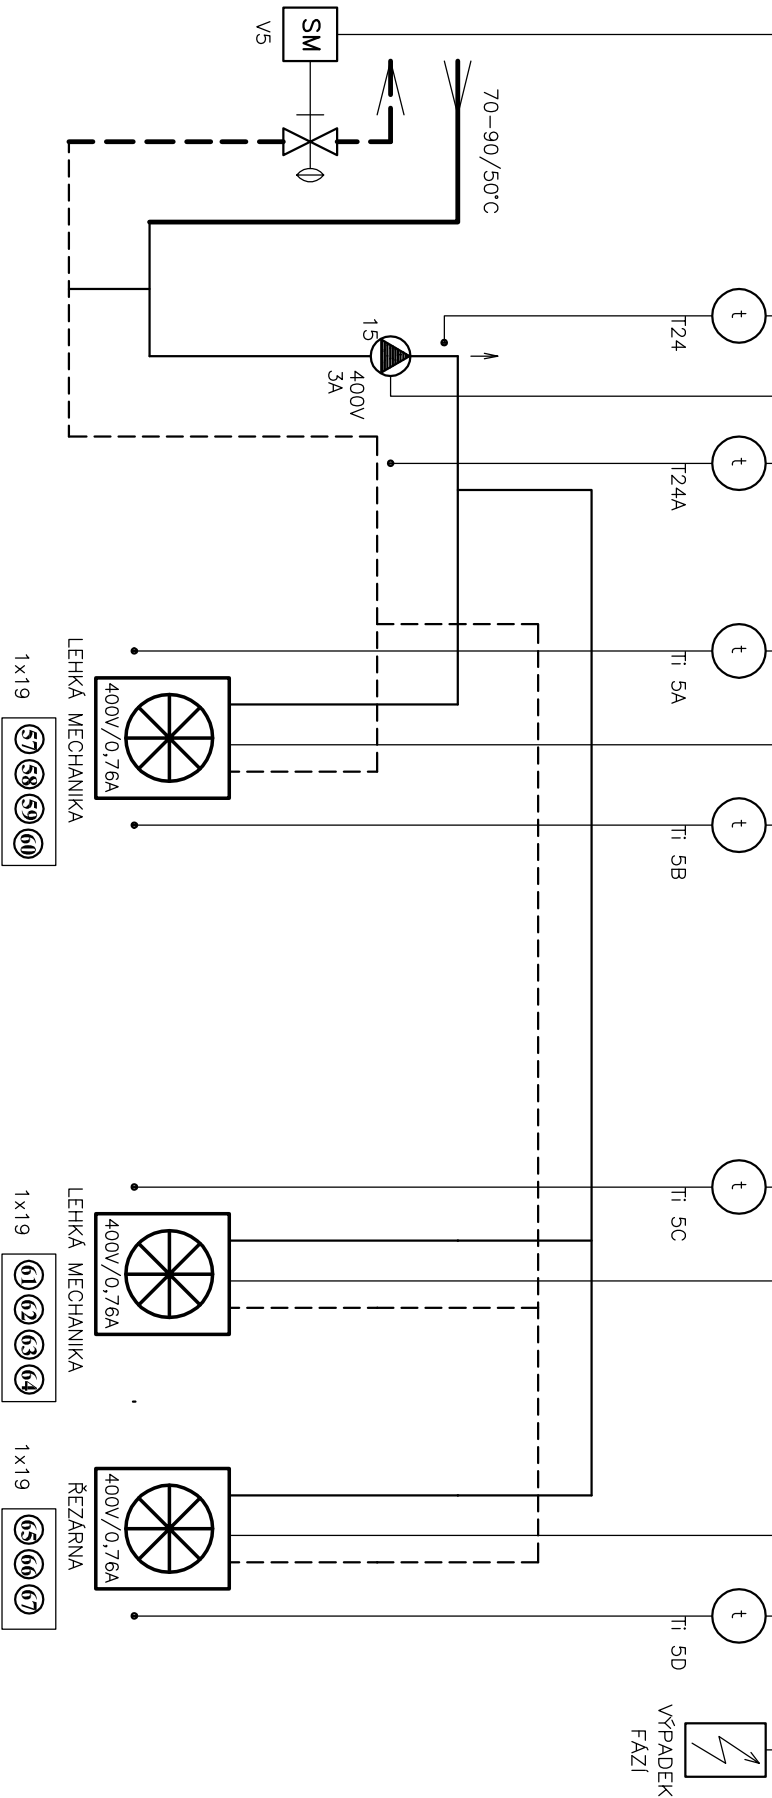 SM
V5
70-90/50°C
t
T24
15
400V
3A
t
T24A
t
Ti 5A
400V/0,76A
LEHKÁ MECHANIKA
1x19
57 58 59 60
t
Ti 5B
t
Ti 5C
400V/0,76A
LEHKÁ MECHANIKA
1x19
61 62 63 64
400V/0,76A
ŘEZÁRNA
1x19
65 66 67
t
Ti 5D
VÝPADEK
FÁZÍ